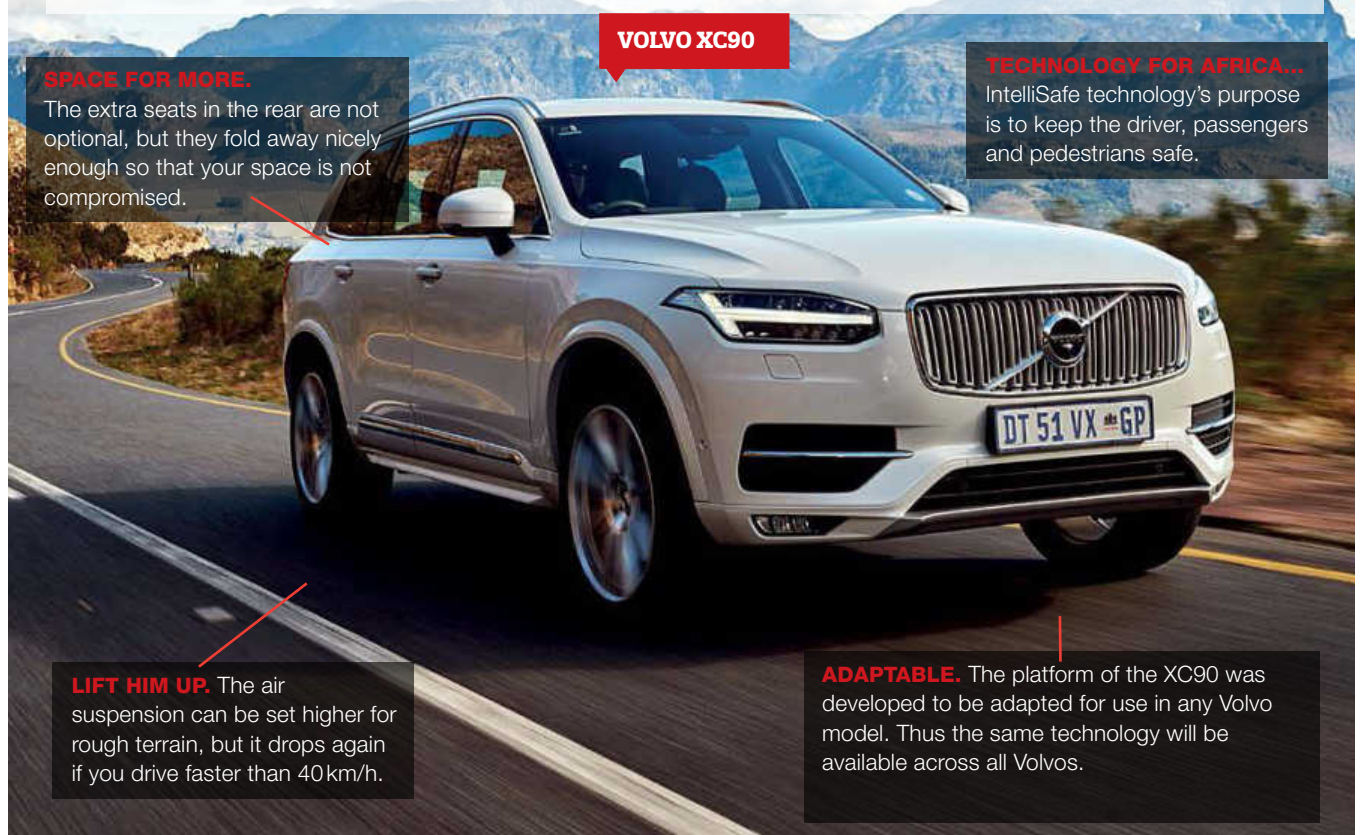 VOLVO XC90
SPACE FOR MORE.
The extra seats in the rear are not
optional, but they fold away nicely
enough so that your space is not
compromised.
TECHNOLOGY FOR AFRICA...
IntelliSafe technology's purpose
is to keep the driver, passengers
and pedestrians safe.
DT 51 VX GP
LIFT HIM UP. The air
suspension can be set higher for
rough terrain, but it drops again
if you drive faster than 40 km/h.
ADAPTABLE. The platform of the XC90 was
developed to be adapted for use in any Volvo
model. Thus the same technology will be
available across all Volvos.